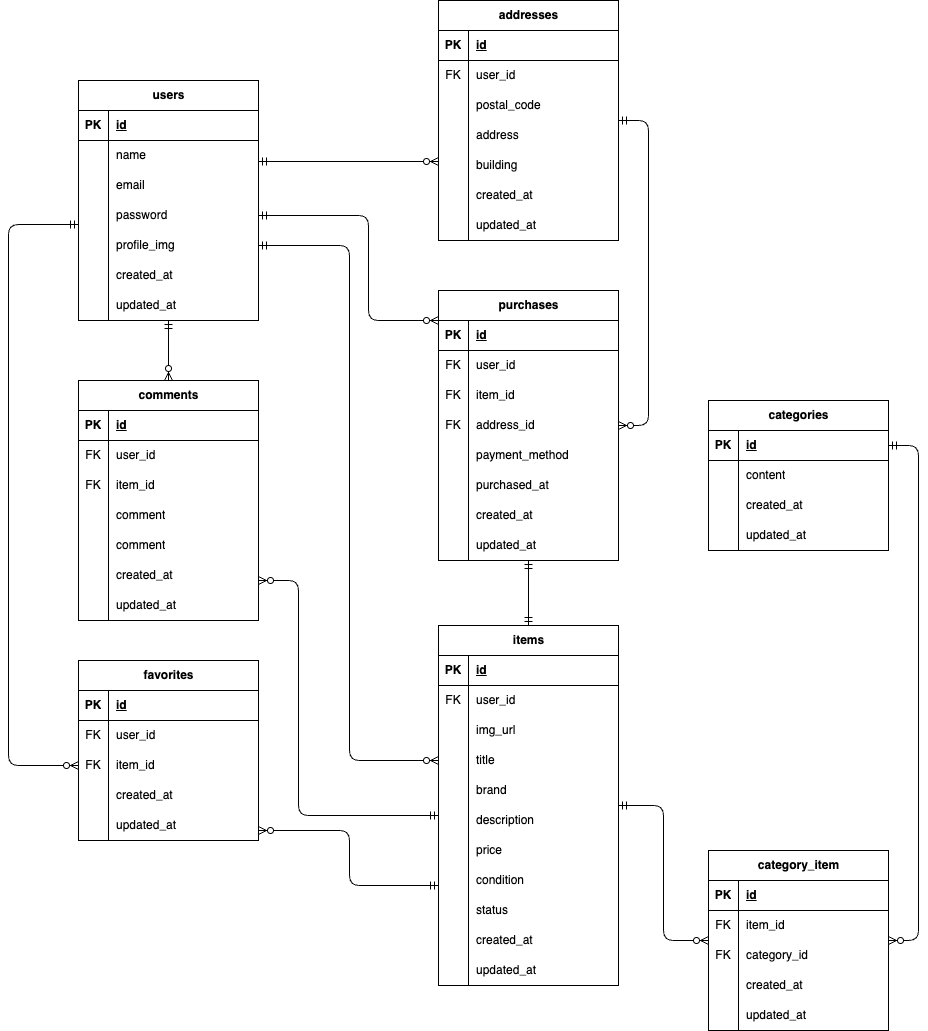 addresses
PK id
FK user_id
postal_code
address
building
created_at
updated_at
users
PK id
name
email
password
profile_img
created_at
updated_at
purchases
PK id
FK user_id
FK item_id
FK address_id
payment_method
purchased_at
created_at
updated_at
comments
PK id
FK user_id
FK item_id
comment
comment
created_at
updated_at
categories
PK id
content
created_at
updated_at
favorites
PK id
FK user_id
FK item_id
created_at
updated_at
items
PK id
FK user_id
img_url
title
brand
description
price
condition
status
created_at
updated_at
category_item
PK id
FK item_id
FK category_id
created_at
updated_at